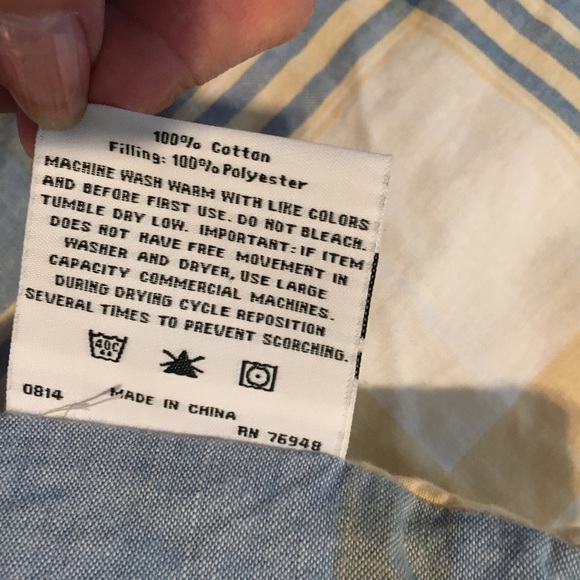 100% Cotton
Filling: 100% Polyester
MACHINE WASH WARM WITH LIKE COLORS
AND BEFORE FIRST USE. DO NOT BLEACH.
TUMBLE DRY LOW. IMPORTANT: IF ITEM
DOES NOT HAVE FREE MOVEMENT IN
WASHER AND DRYER, USE LARGE
CAPACITY COMMERCIAL MACHINES.
DURING DRYING CYCLE REPOSITION
SEVERAL TIMES TO PREVENT SCORCHING.
40C
0814 MADE IN CHINA
RN 76948